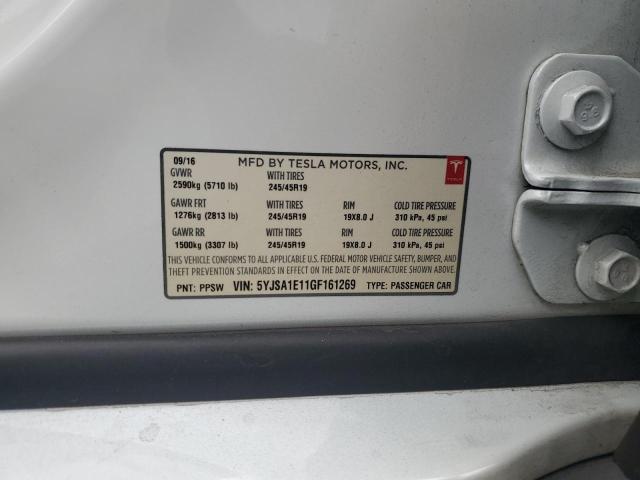 09/16 MFD BY TESLA MOTORS, INC.
GVWR WITH TIRES
2590kg (5710 lb) 245/45R19
GAWR FRT WITH TIRES RIM COLD TIRE PRESSURE
1276kg (2813 lb) 245/45R19 19X8.0 J 310 kPa, 45 psi
GAWR RR WITH TIRES RIM COLD TIRE PRESSURE
1500kg (3307 lb) 245/45R19 19X8.0 J 310 kPa, 45 psi
THIS VEHICLE CONFORMS TO ALL APPLICABLE U.S. FEDERAL MOTOR VEHICLE SAFETY, BUMPER, AND
THEFT PREVENTION STANDARDS IN EFFECT ON THE DATE OF MANUFACTURE SHOWN ABOVE.
PNT: PPSW VIN: 5YJSA1E11GF161269 TYPE: PASSENGER CAR
TESLA